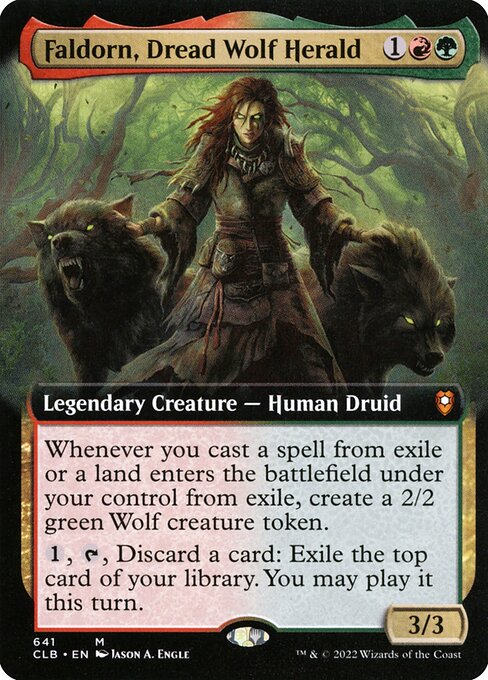 Faldorn, Dread Wolf Herald 1
Legendary Creature — Human Druid
Whenever you cast a spell from exile
or a land enters the battlefield under
your control from exile, create a 2/2
green Wolf creature token.
1, , Discard a card: Exile the top
card of your library. You may play it
this turn.
3/3
641 M
CLB • EN Jason A. Engle
™ & © 2022 Wizards of the Coast